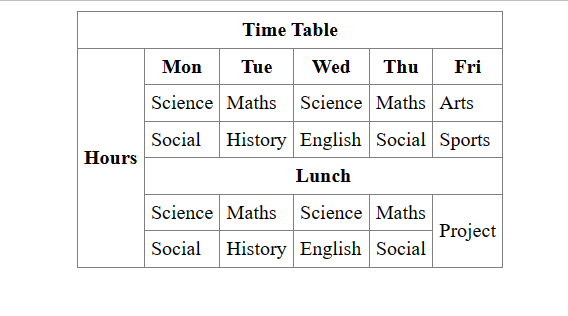 Time Table
Mon Tue Wed Thu Fri
Science Maths Science Maths Arts
Social History English Social Sports
Hours
Lunch
Science Maths Science Maths
Project
Social History English Social